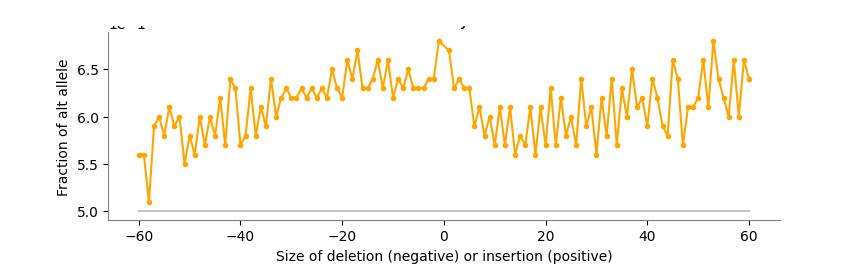 6.5
6.0
5.5
5.0
Fraction of alt allele
−60 −40 −20 0 20 40 60
Size of deletion (negative) or insertion (positive)